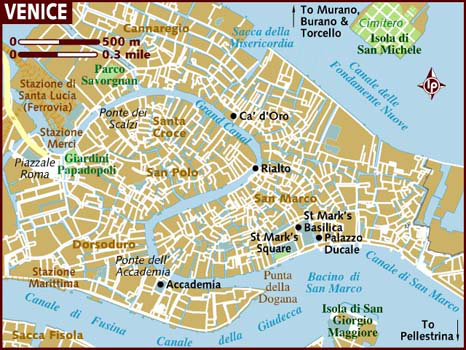 VENICE
500 m
0.3 mile
To Murano,
Burano &
Torcello
Cimitero
Isola di
San Michele
Cannaregio
Sacca della
Misericordia
Canale delle
Fondamente Nuove
Parco
Savorgnan
Stazione di
Santa Lucia
(Ferrovia)
Ponte dei
Scalzi
Grand Canal
Ca' d'Oro
Santa
Croce
Stazione
Merci
Piazzale
Roma
Giardini
Papadopoli
San Polo
Rialto
San Marco
St Mark's
Basilica
St Mark's
Square
Palazzo
Ducale
Dorsoduro
Ponte dell'
Accademia
Accademia
Stazione
Marittima
Punta
della
Dogana
Bacino di
San Marco
Canale di San Marco
Canale di Fusina
Canale della Giudecca
Isola di San
Giorgio
Maggiore
To
Pellestrina
Sacca Fisola
lp